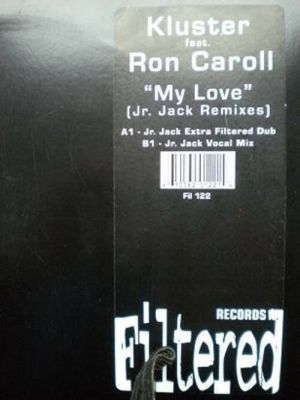 Kluster
feat.
Ron Caroll
"My Love"
(Jr. Jack Remixes)
A1 - Jr. Jack Extra Filtered Dub
B1 - Jr. Jack Vocal Mix
Fil 122
RECORDS
Filtered